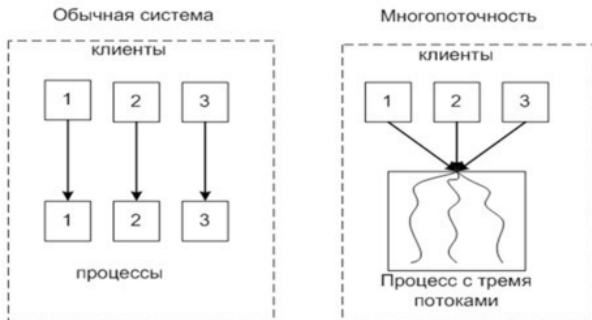 Обычная система
клиенты
1
2
3
1
2
3
процессы
Многопоточность
клиенты
1
2
3
Процесс с тремя
потоками